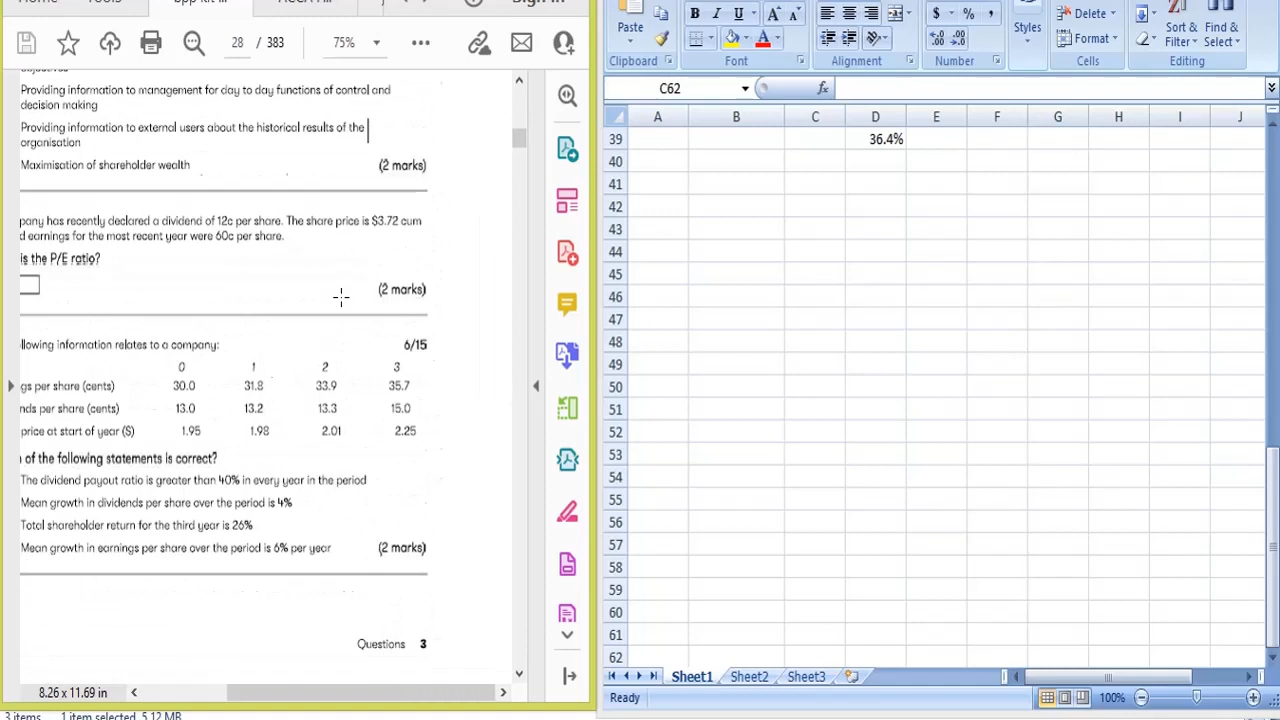 28 / 383
75%
Providing information to management for day to day functions of control and
decision making
Providing information to external users about the historical results of the
organisation
Maximisation of shareholder wealth (2 marks)
pany has recently declared a dividend of 12c per share. The share price is $3.72 cum
d earnings for the most recent year were 60c per share.
is the P/E ratio?
(2 marks)
llowing information relates to a company: 6/15
0 1 2 3
gs per share (cents) 30.0 31.8 33.9 35.7
nds per share (cents) 13.0 13.2 13.3 15.0
price at start of year ($) 1.95 1.98 2.01 2.25
of the following statements is correct?
The dividend payout ratio is greater than 40% in every year in the period
Mean growth in dividends per share over the period is 4%
Total shareholder return for the third year is 26%
Mean growth in earnings per share over the period is 6% per year (2 marks)
Questions 3
8.26 x 11.69 in
3 items 1 item selected, 5.12 MB
Paste
B I U A A
$ % ,
Styles
Delete
Format
Sort & Filter
Find & Select
Clipboard Font Alignment Number Cells Editing
C62 fx
A B C D E F G H I J
39 36.4%
40
41
42
43
44
45
46
47
48
49
50
51
52
53
54
55
56
57
58
59
60
61
62
Sheet1 Sheet2 Sheet3
Ready 100%